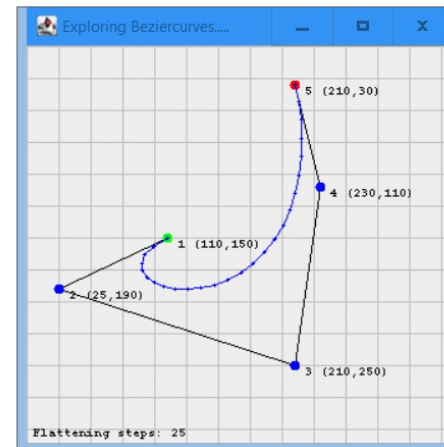 Exploring Beziercurves.....
5 (210,30)
4 (230,110)
1 (110,150)
2 (25,190)
3 (210,250)
Flattening steps: 25